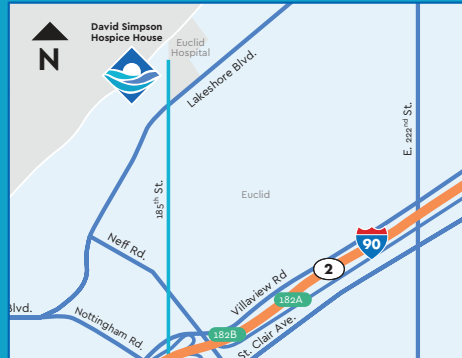 David Simpson
Hospice House
N
Euclid
Hospital
Lakeshore Blvd.
E. 222nd St.
185th St.
Euclid
Neff Rd.
90
2
Villaview Rd
182A
Blvd.
Nottingham Rd.
182B
St. Clair Ave.